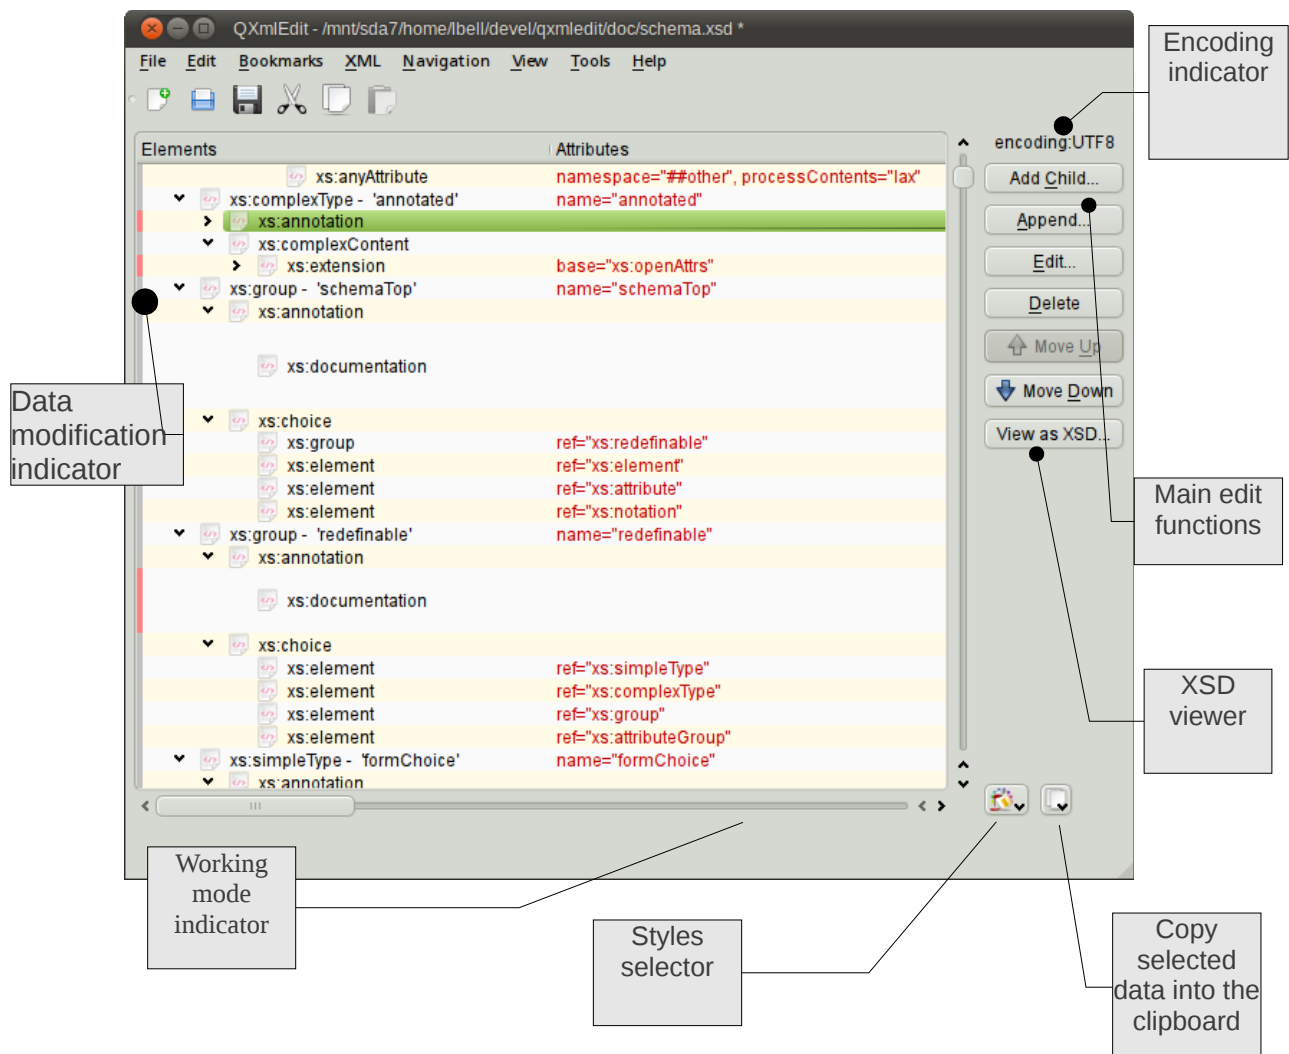 QXmlEdit - /mnt/sda7/home/lbell/devel/qxmledit/doc/schema.xsd *
File Edit Bookmarks XML Navigation View Tools Help
Elements Attributes
xs:anyAttribute namespace="##other", processContents="lax"
xs:complexType - 'annotated' name="annotated"
xs:annotation
xs:complexContent
xs:extension base="xs:openAttrs"
xs:group - 'schemaTop' name="schemaTop"
xs:annotation
xs:documentation
xs:choice
xs:group ref="xs:redefinable"
xs:element ref="xs:element"
xs:element ref="xs:attribute"
xs:element ref="xs:notation"
xs:group - 'redefinable' name="redefinable"
xs:annotation
xs:documentation
xs:choice
xs:element ref="xs:simpleType"
xs:element ref="xs:complexType"
xs:element ref="xs:group"
xs:element ref="xs:attributeGroup"
xs:simpleType - 'formChoice' name="formChoice"
xs:annotation
encoding:UTF8
Add Child...
Append...
Edit...
Delete
Move Up
Move Down
View as XSD...
Encoding
indicator
Data
modification
indicator
Main edit
functions
XSD
viewer
Working
mode
indicator
Styles
selector
Copy
selected
data into the
clipboard